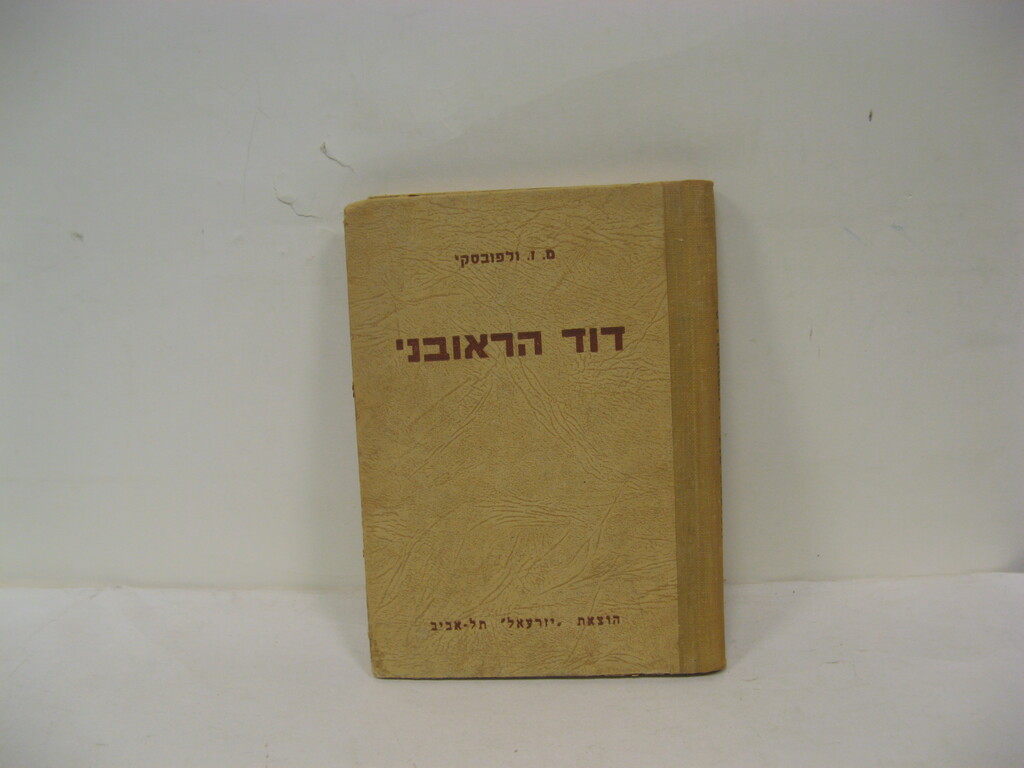 מ. ז. ולפובסקי
דוד הראובני
הוצאת „יזרעאל” תל-אביב